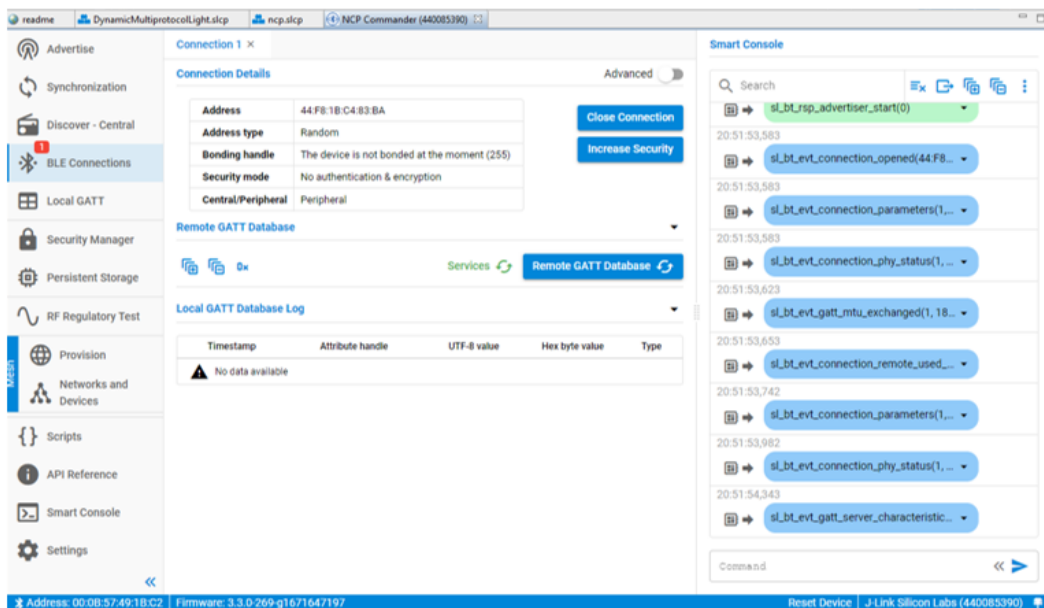 readme
DynamicMultiprotocolLight.slcp
ncp.slcp
NCP Commander (440085390)
Advertise
Synchronization
Discover - Central
1
BLE Connections
Local GATT
Security Manager
Persistent Storage
RF Regulatory Test
Mesh
Provision
Networks and
Devices
Scripts
API Reference
Smart Console
Settings
Connection 1
Connection Details
Advanced
Address 44:F8:1B:C4:83:BA
Address type Random
Bonding handle The device is not bonded at the moment (255)
Security mode No authentication & encryption
Central/Peripheral Peripheral
Close Connection
Increase Security
Remote GATT Database
Services
Remote GATT Database
Local GATT Database Log
Timestamp Attribute handle UTF-8 value Hex byte value Type
No data available
Smart Console
Search
sl_bt_rsp_advertiser_start(0)
20:51:53,583
sl_bt_evt_connection_opened(44:F8...
20:51:53,583
sl_bt_evt_connection_parameters(1,...
20:51:53,583
sl_bt_evt_connection_phy_status(1, ...
20:51:53,623
sl_bt_evt_gatt_mtu_exchanged(1, 18...
20:51:53,653
sl_bt_evt_connection_remote_used_...
20:51:53,742
sl_bt_evt_connection_parameters(1,...
20:51:53,982
sl_bt_evt_connection_phy_status(1, ...
20:51:54,343
sl_bt_evt_gatt_server_characteristic...
Command
Address: 00:0B:57:49:1B:C2
Firmware: 3.3.0-269-g1671647197
Reset Device
J-Link Silicon Labs (440085390)